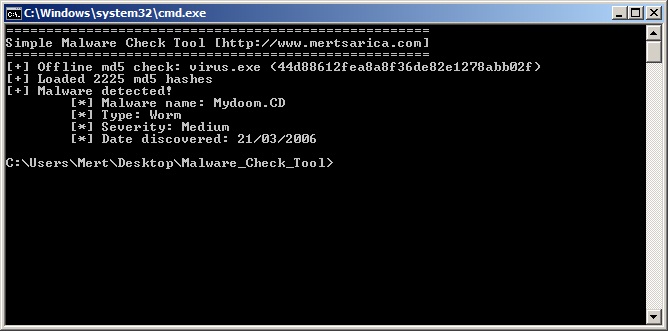 C:\Windows\system32\cmd.exe
=====================================================
Simple Malware Check Tool [http://www.mertsarica.com]
=====================================================
[+] Offline md5 check: virus.exe (44d88612fea8a8f36de82e1278abb02f)
[+] Loaded 2225 md5 hashes
[+] Malware detected!
[*] Malware name: Mydoom.CD
[*] Type: Worm
[*] Severity: Medium
[*] Date discovered: 21/03/2006
C:\Users\Mert\Desktop\Malware_Check_Tool>